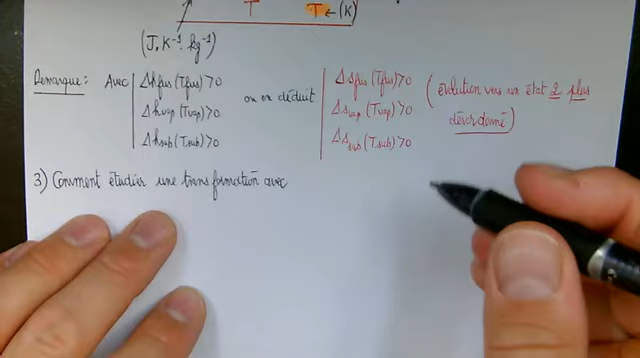 T T ← (K)
(J.K⁻¹.kg⁻¹)
Remarque: Avec Δhfus (Tfus)>0 on en déduit Δsfus (Tfus)>0 (évolution vers un état 2 plus
Δhvap (Tvap)>0 Δsvap (Tvap)>0 désordonné)
Δhsub (Tsub)>0 Δssub (Tsub)>0
3) Comment étudier une transformation avec